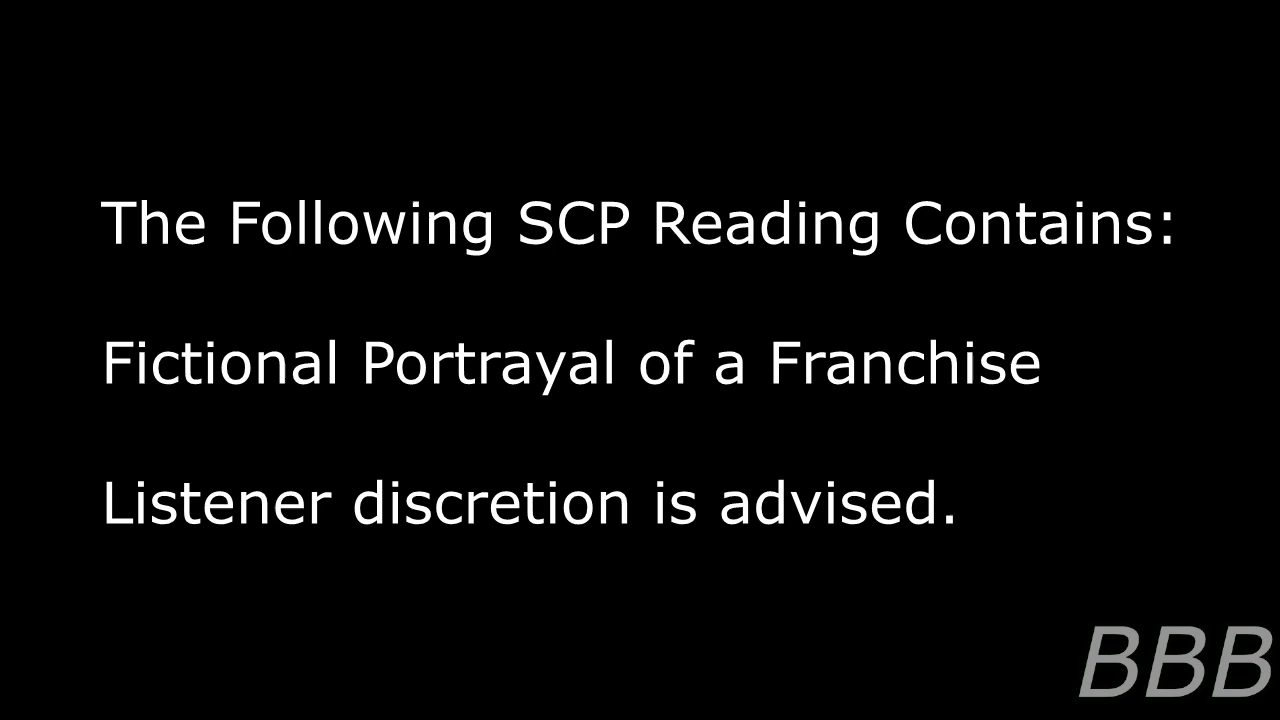 The Following SCP Reading Contains:
Fictional Portrayal of a Franchise
Listener discretion is advised.
BBB